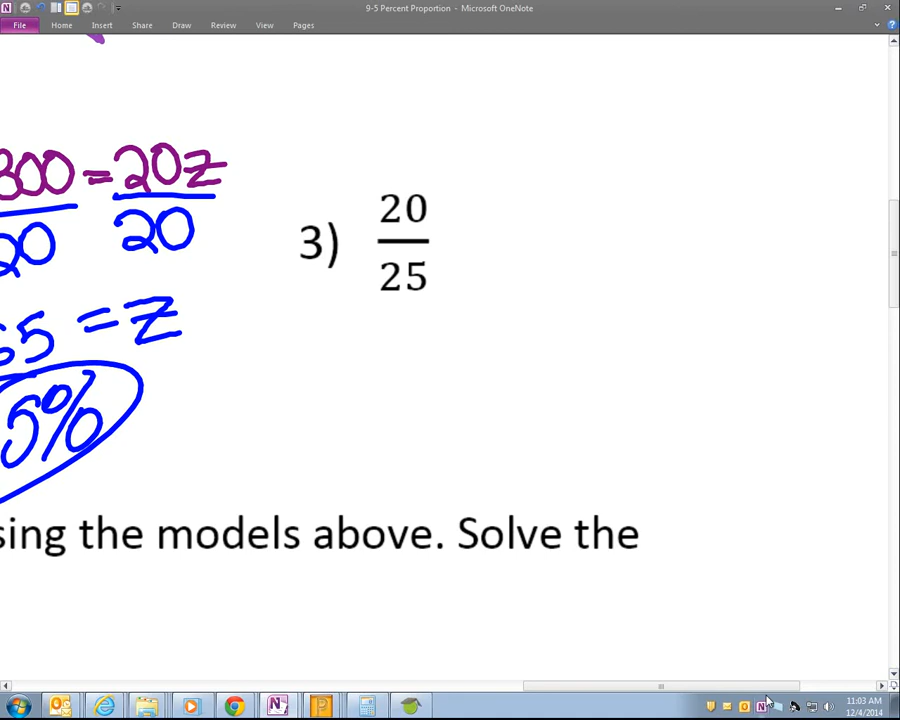 9-5 Percent Proportion - Microsoft OneNote
File Home Insert Share Draw Review View Pages
300 = 20z
20 20
3) 20
25
65 = z
5%
sing the models above. Solve the
11:03 AM
12/4/2014